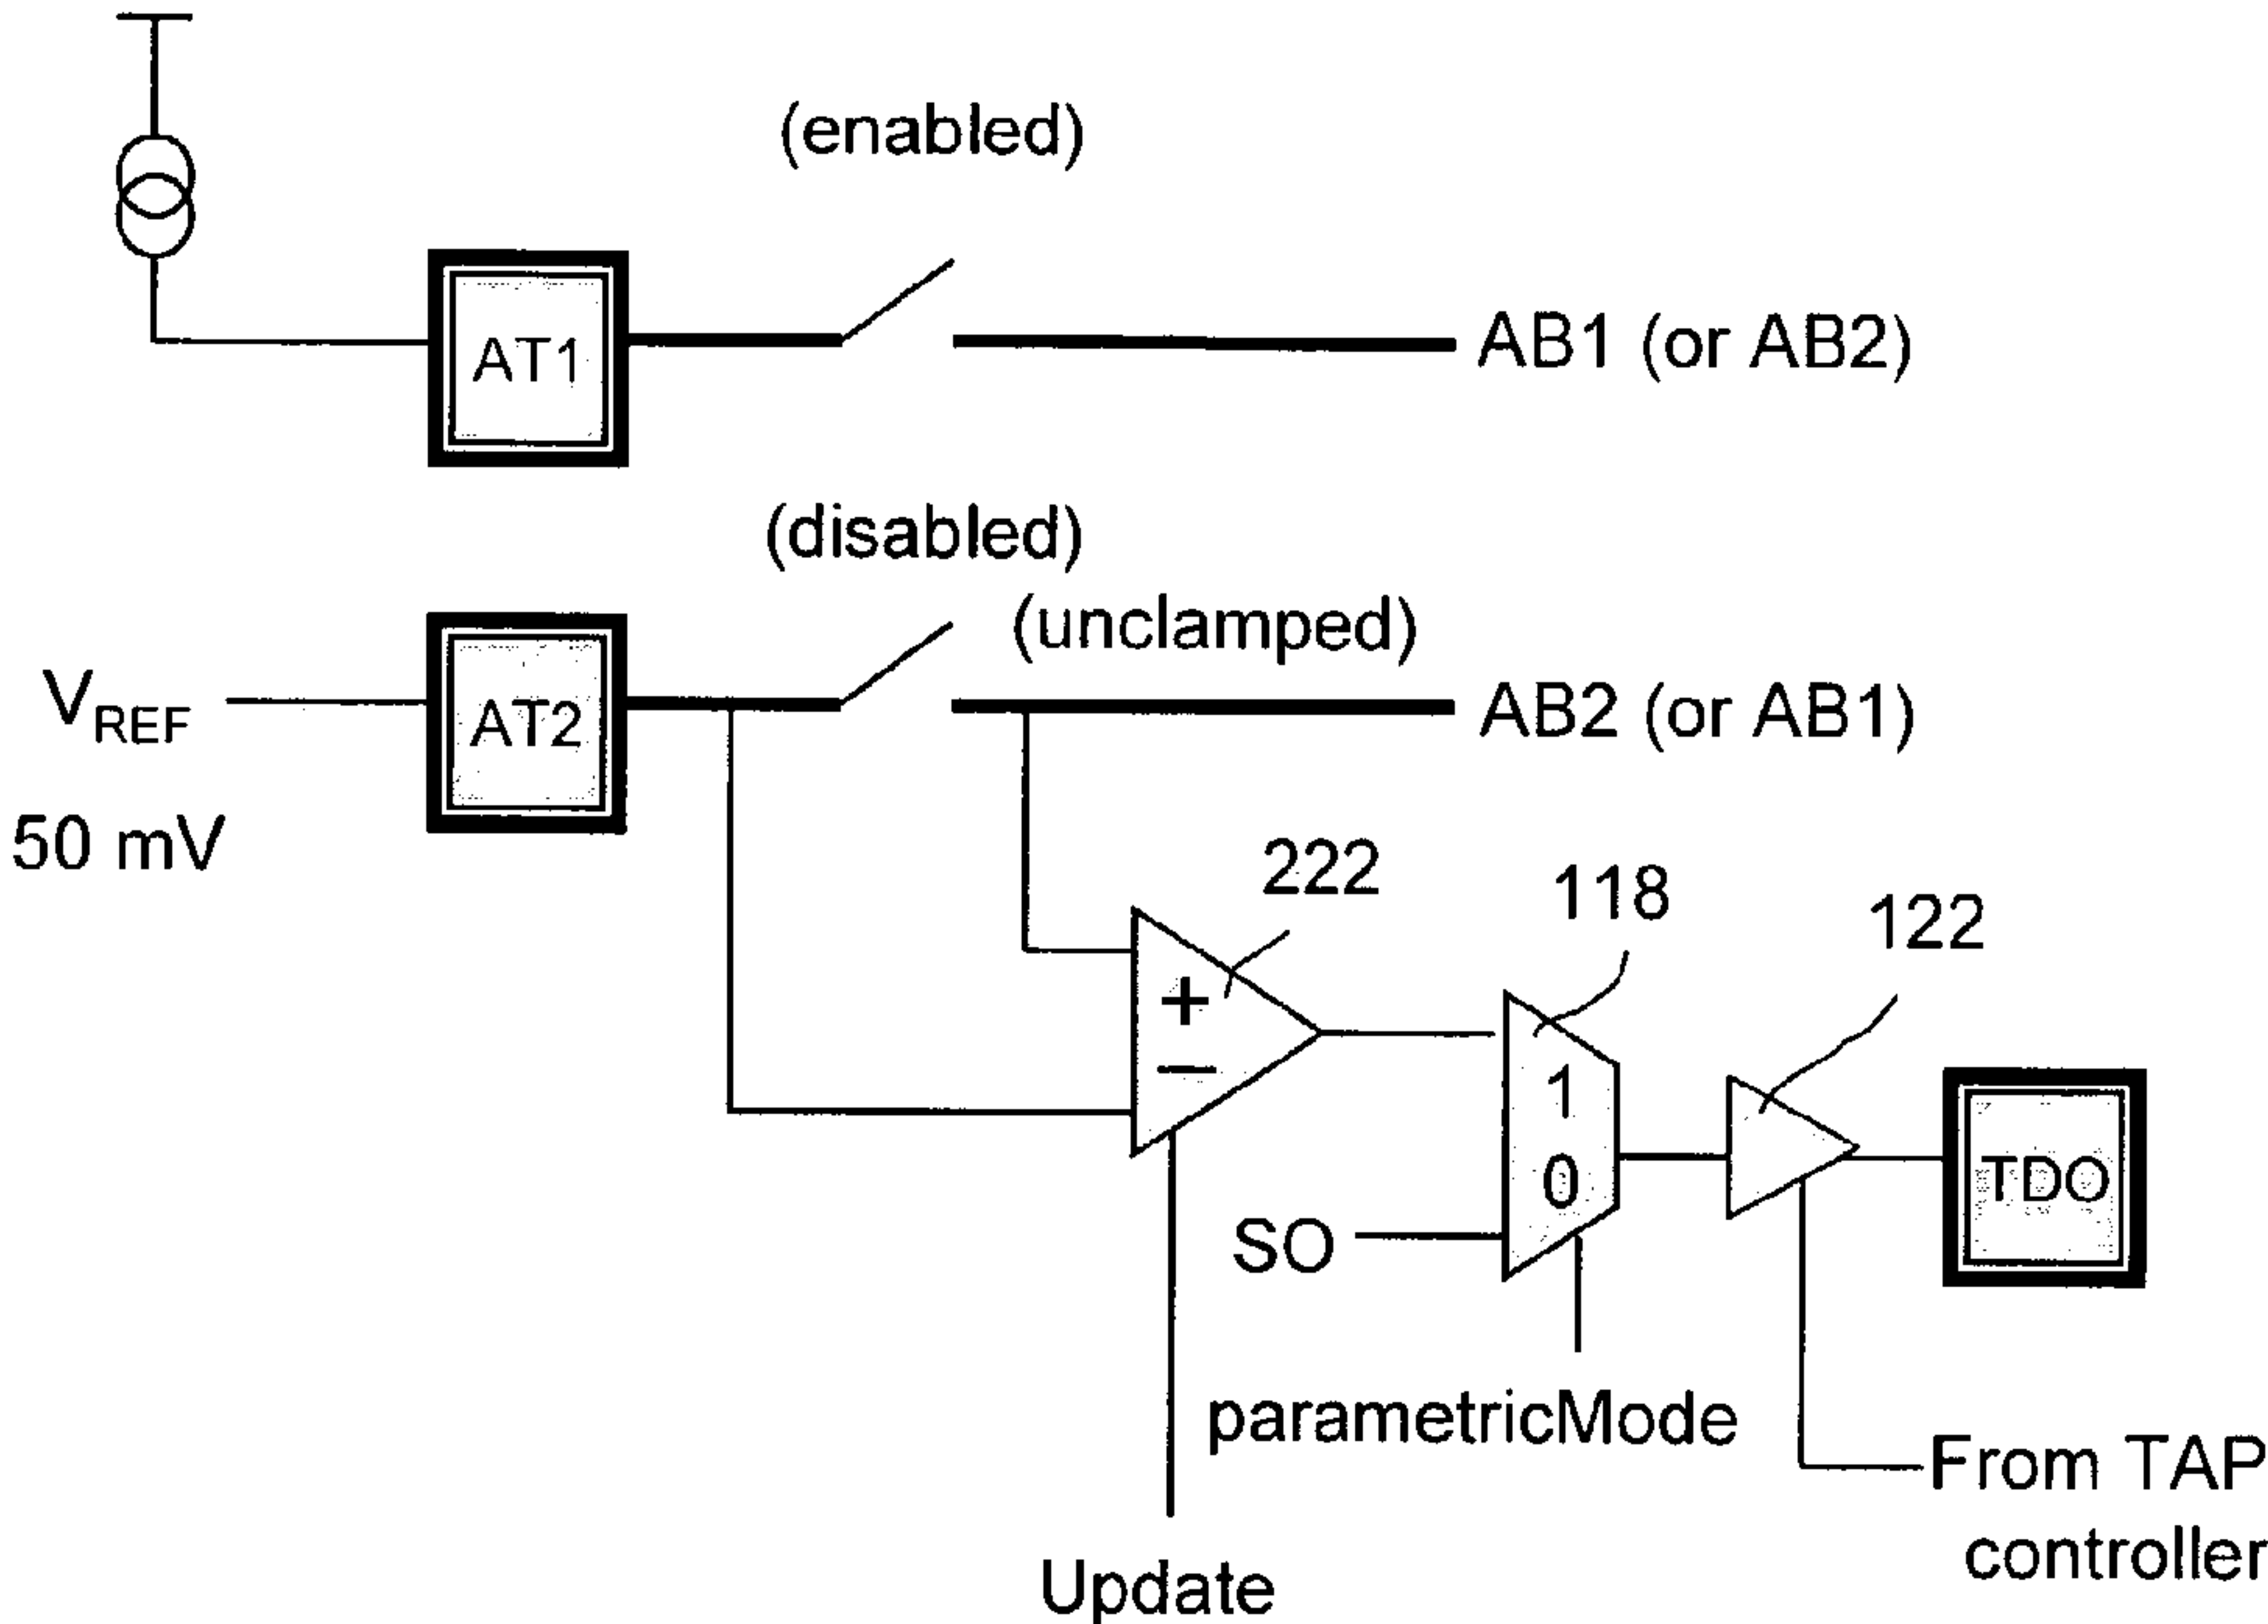 (enabled)
AT1
AB1 (or AB2)
(disabled)
(unclamped)
VREF
AT2
AB2 (or AB1)
50 mV
222
118
122
+
−
1
0
TDO
SO
parametricMode
From TAP
controller
Update